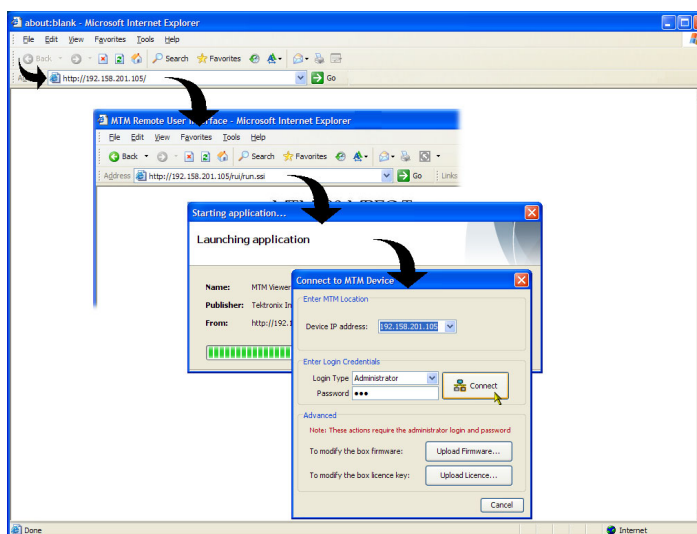 about:blank - Microsoft Internet Explorer
File Edit View Favorites Tools Help
Back Search Favorites
http://192.158.201.105/ Go
MTM Remote User Interface - Microsoft Internet Explorer
File Edit View Favorites Tools Help
Back Search Favorites
Address http://192.158.201.105/rui/run.ssi Go Links
Starting application...
Launching application
Name: MTM Viewer
Publisher: Tektronix In
From: http://192.1
Connect to MTM Device
Enter MTM Location
Device IP address: 192.158.201.105
Enter Login Credentials
Login Type Administrator
Password ●●●
Connect
Advanced
Note: These actions require the administrator login and password
To modify the box firmware: Upload Firmware...
To modify the box licence key: Upload Licence...
Cancel
Done Internet